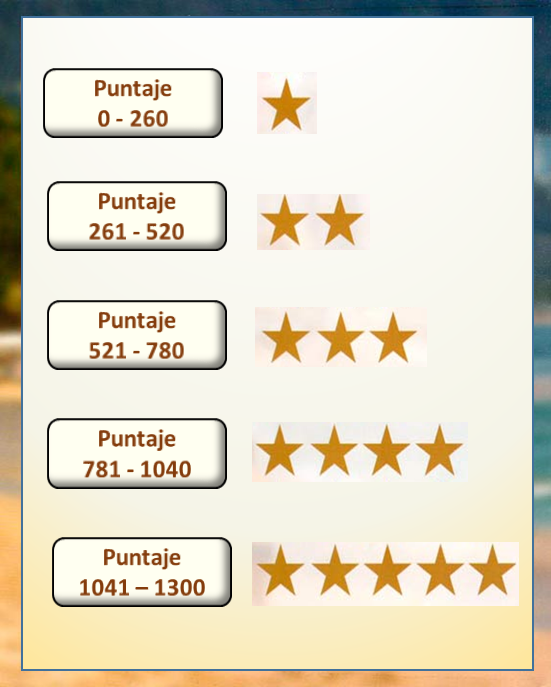 Puntaje
0 - 260
Puntaje
261 - 520
Puntaje
521 - 780
Puntaje
781 - 1040
Puntaje
1041 – 1300